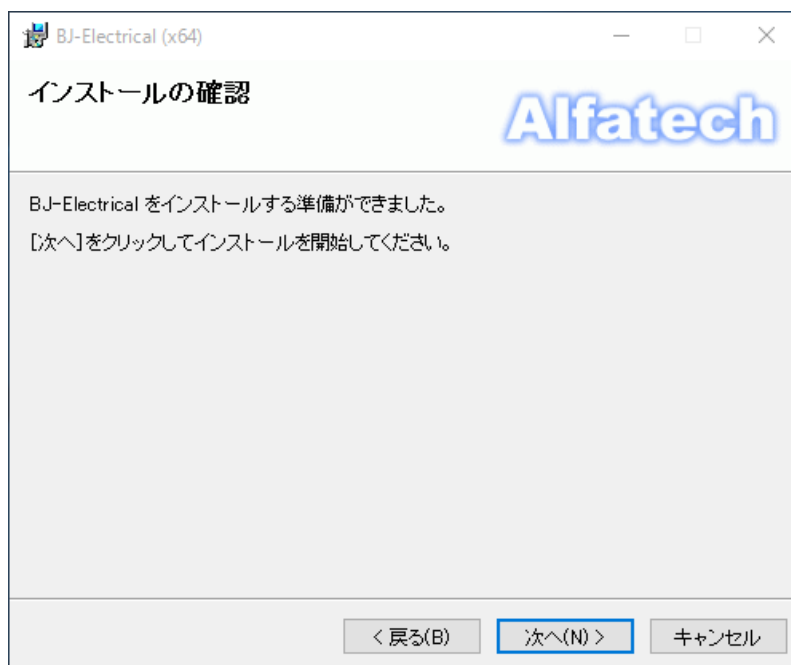 BJ-Electrical (x64)
インストールの確認
Alfatech
BJ-Electrical をインストールする準備ができました。
[次へ]をクリックしてインストールを開始してください。
< 戻る(B)
次へ(N) >
キャンセル